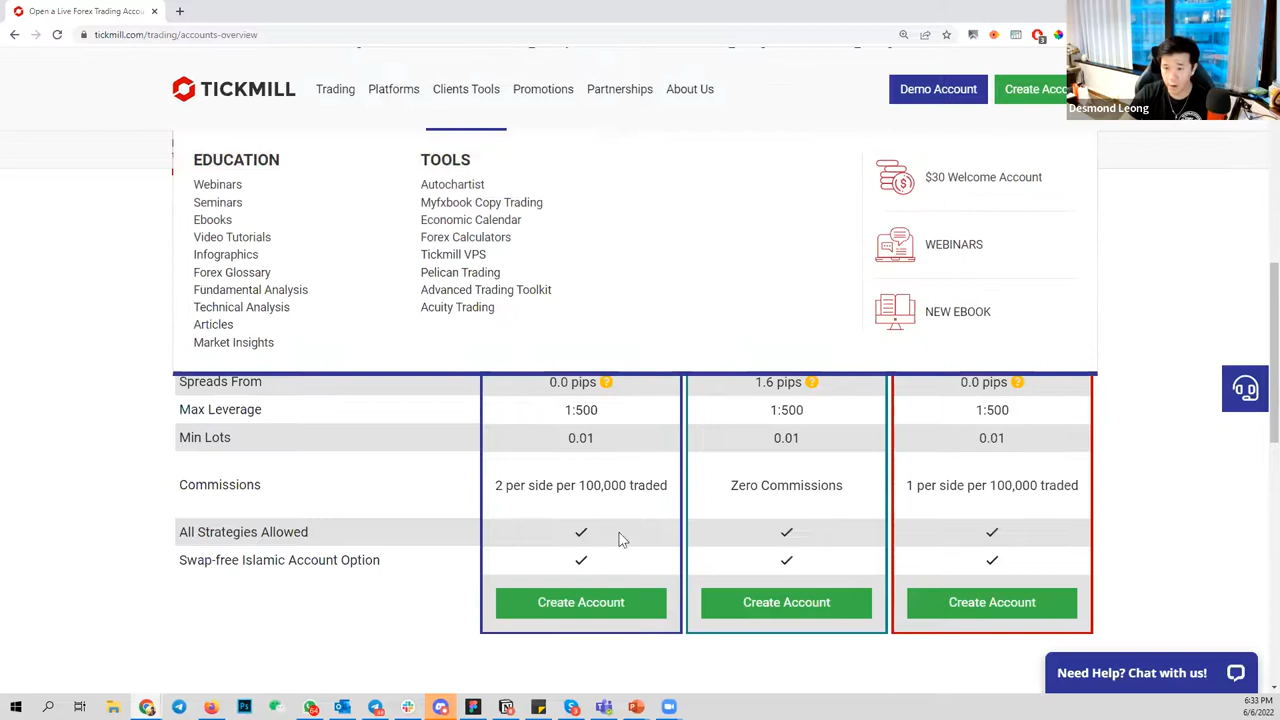 Open a Live Forex Trading Accou
tickmill.com/trading/accounts-overview
3
TICKMILL
Trading
Platforms
Clients Tools
Promotions
Partnerships
About Us
Demo Account
Create Acco
Desmond Leong
EDUCATION
Webinars
Seminars
Ebooks
Video Tutorials
Infographics
Forex Glossary
Fundamental Analysis
Technical Analysis
Articles
Market Insights
TOOLS
Autochartist
Myfxbook Copy Trading
Economic Calendar
Forex Calculators
Tickmill VPS
Pelican Trading
Advanced Trading Toolkit
Acuity Trading
$30 Welcome Account
WEBINARS
NEW EBOOK
Spreads From 0.0 pips ? 1.6 pips ? 0.0 pips ?
Max Leverage 1:500 1:500 1:500
Min Lots 0.01 0.01 0.01
Commissions 2 per side per 100,000 traded Zero Commissions 1 per side per 100,000 traded
All Strategies Allowed
Swap-free Islamic Account Option
Create Account Create Account Create Account
Need Help? Chat with us!
6:33 PM
6/6/2022